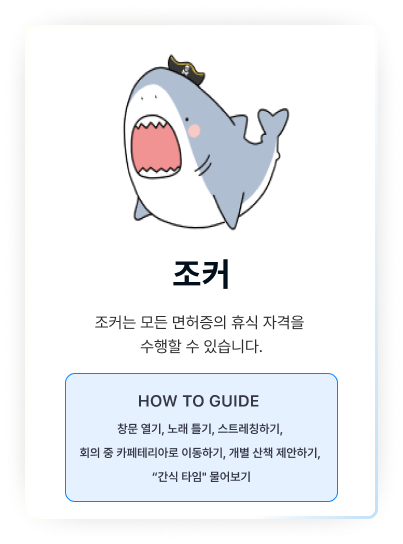 조커
조커는 모든 면허증의 휴식 자격을
수행할 수 있습니다.
HOW TO GUIDE
창문 열기, 노래 틀기, 스트레칭하기,
회의 중 카페테리아로 이동하기, 개별 산책 제안하기,
“간식 타임" 물어보기